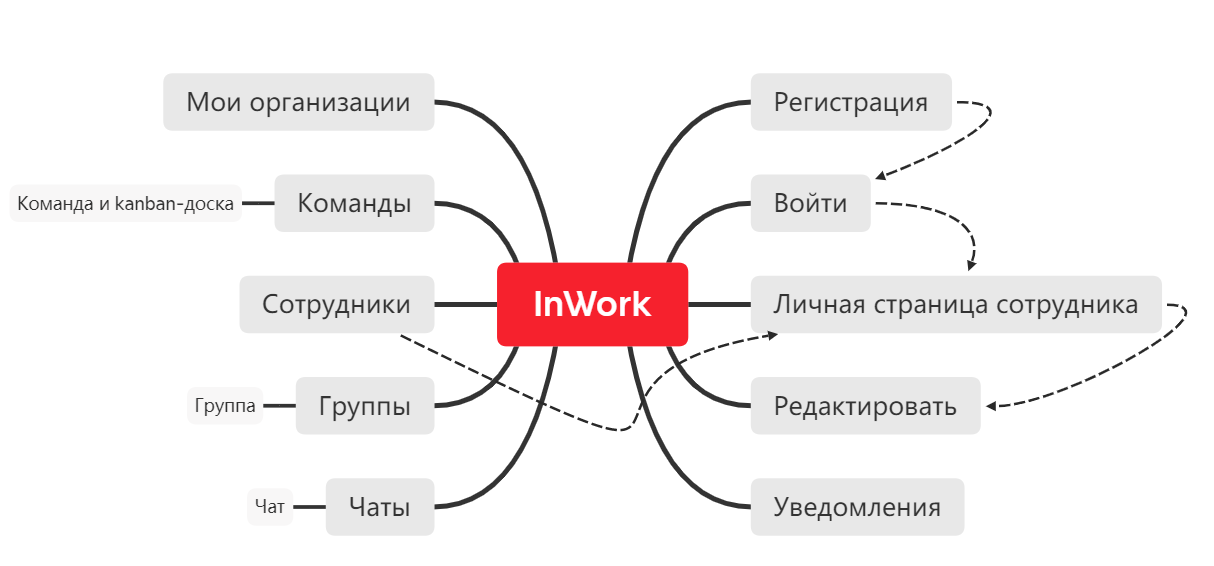 Мои организации
Регистрация
Команда и kanban-доска
Команды
Войти
Сотрудники
InWork
Личная страница сотрудника
Группа
Группы
Редактировать
Чат
Чаты
Уведомления